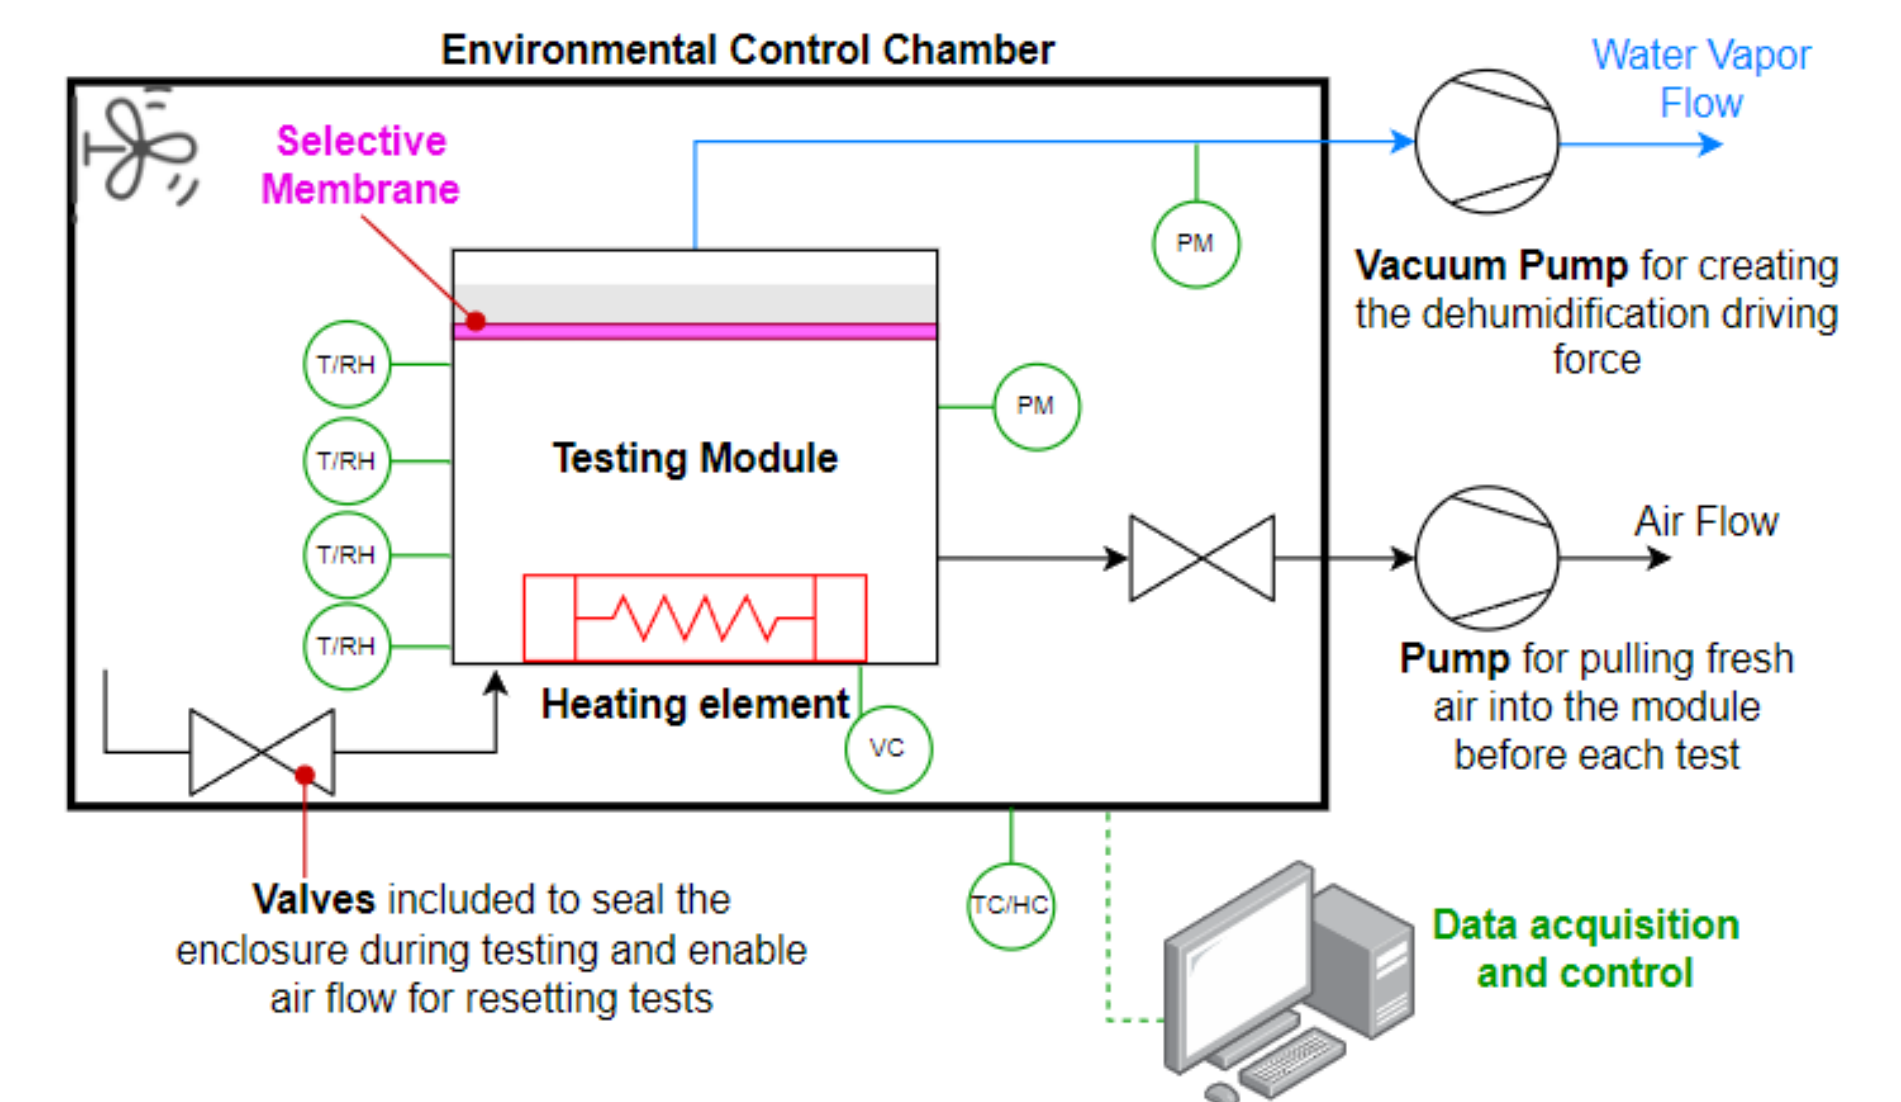 Environmental Control Chamber
Water Vapor
Flow
Selective
Membrane
PM
Vacuum Pump for creating
the dehumidification driving
force
T/RH
PM
T/RH
Testing Module
T/RH
Air Flow
T/RH
Pump for pulling fresh
air into the module
before each test
Heating element
VC
Valves included to seal the
enclosure during testing and enable
air flow for resetting tests
TC/HC
Data acquisition
and control